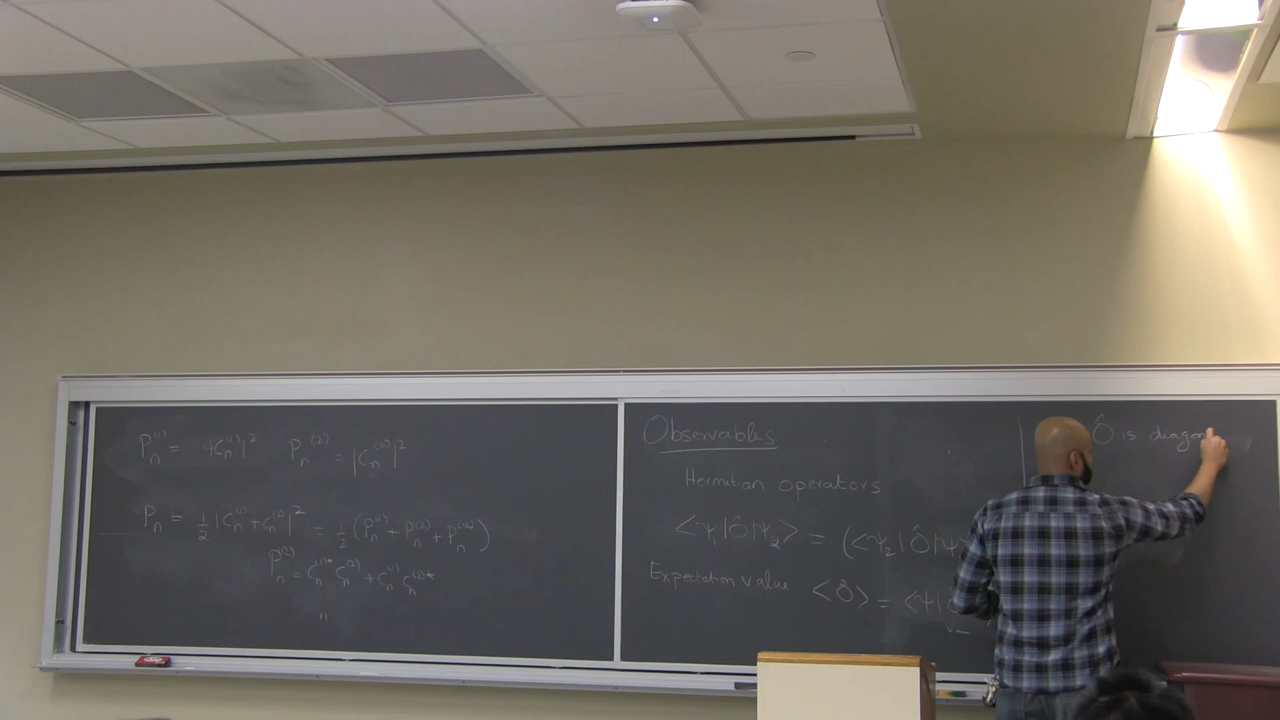 P_n^{(1)} = |C_n^{(1)}|^2 P_n^{(2)} = |C_n^{(2)}|^2
P_n = 1/2 |C_n^{(1)} + C_n^{(2)}|^2 = 1/2 (P_n^{(1)} + P_n^{(2)} + P_n^{(12)})
= C_n^{(1)*} C_n^{(2)} + C_n^{(1)} C_n^{(2)*}
n
Observables
Hermitian operators
<ψ_1|Ô|ψ_2> = (<ψ_2|Ô|ψ
Expectation value <Ô> = <ψ|
Ô is diagon